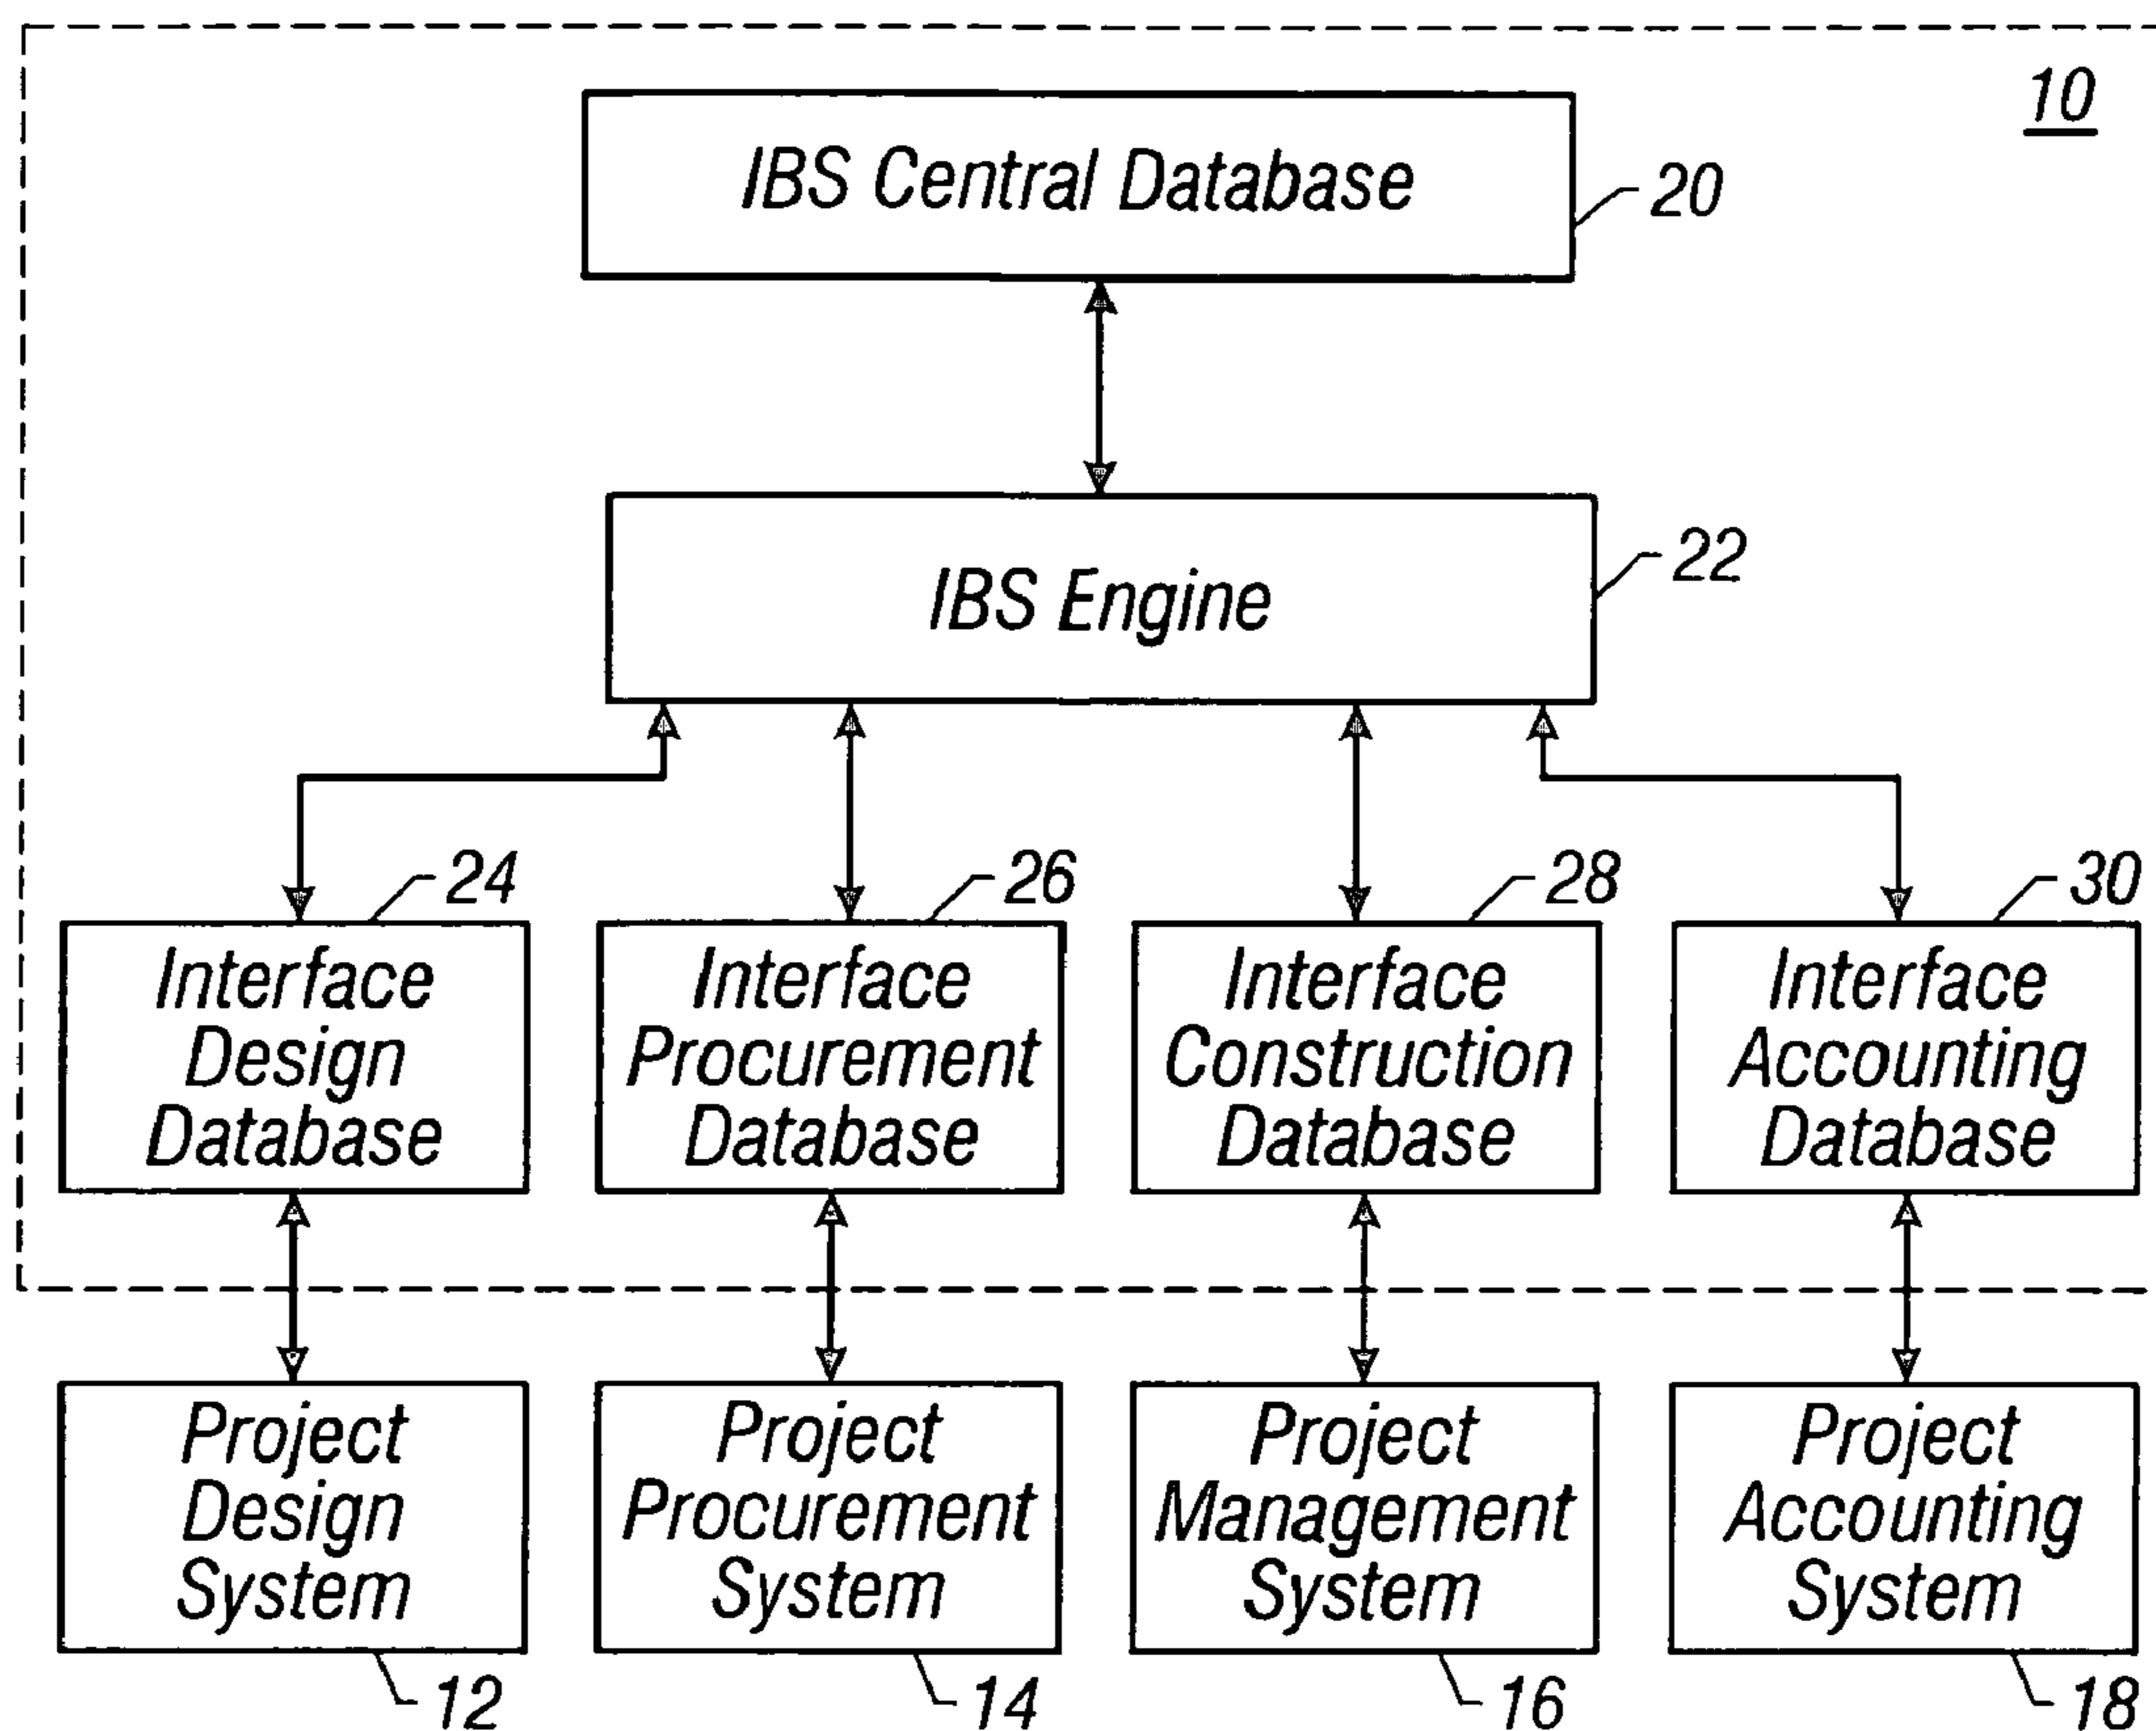 10
IBS Central Database
20
IBS Engine
22
24
26
28
30
Interface
Design
Database
Interface
Procurement
Database
Interface
Construction
Database
Interface
Accounting
Database
Project
Design
System
Project
Procurement
System
Project
Management
System
Project
Accounting
System
12
14
16
18